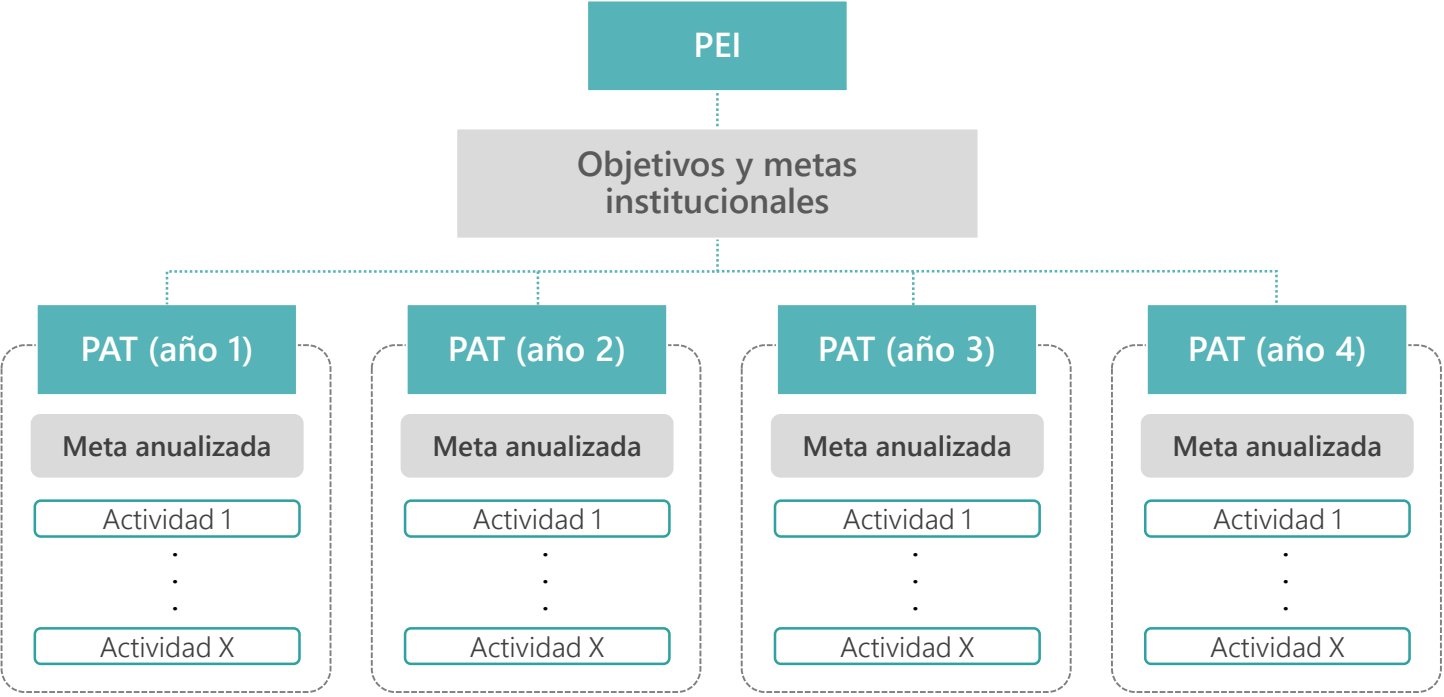 PEI
Objetivos y metas
institucionales
PAT (año 1)
PAT (año 2)
PAT (año 3)
PAT (año 4)
Meta anualizada
Meta anualizada
Meta anualizada
Meta anualizada
Actividad 1
Actividad 1
Actividad 1
Actividad 1
Actividad X
Actividad X
Actividad X
Actividad X